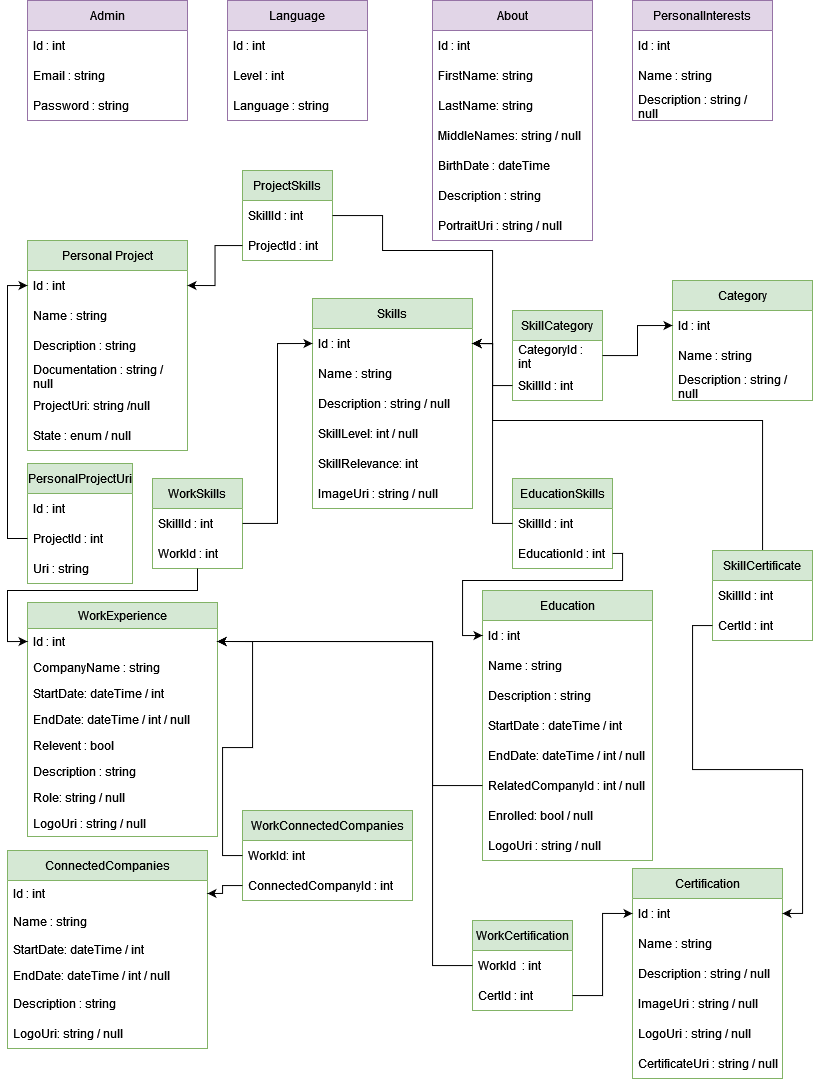 Admin
Id : int
Email : string
Password : string
Language
Id : int
Level : int
Language : string
About
Id : int
FirstName: string
LastName: string
MiddleNames: string / null
BirthDate : dateTime
Description : string
PortraitUri : string / null
PersonalInterests
Id : int
Name : string
Description : string /
null
ProjectSkills
SkillId : int
ProjectId : int
Personal Project
Id : int
Name : string
Description : string
Documentation : string /
null
ProjectUri: string /null
State : enum / null
Skills
Id : int
Name : string
Description : string / null
SkillLevel: int / null
SkillRelevance: int
ImageUri : string / null
SkillCategory
CategoryId :
int
SkillId : int
Category
Id : int
Name : string
Description : string /
null
PersonalProjectUri
Id : int
ProjectId : int
Uri : string
WorkSkills
SkillId : int
WorkId : int
EducationSkills
SkillId : int
EducationId : int
SkillCertificate
SkillId : int
CertId : int
WorkExperience
Id : int
CompanyName : string
StartDate: dateTime / int
EndDate: dateTime / int / null
Relevent : bool
Description : string
Role: string / null
LogoUri : string / null
Education
Id : int
Name : string
Description : string
StartDate : dateTime / int
EndDate: dateTime / int / null
RelatedCompanyId : int / null
Enrolled: bool / null
LogoUri : string / null
WorkConnectedCompanies
WorkId: int
ConnectedCompanyId : int
ConnectedCompanies
Id : int
Name : string
StartDate: dateTime / int
EndDate: dateTime / int / null
Description : string
LogoUri: string / null
WorkCertification
WorkId  : int
CertId : int
Certification
Id : int
Name : string
Description : string / null
ImageUri : string / null
LogoUri : string / null
CertificateUri : string / null